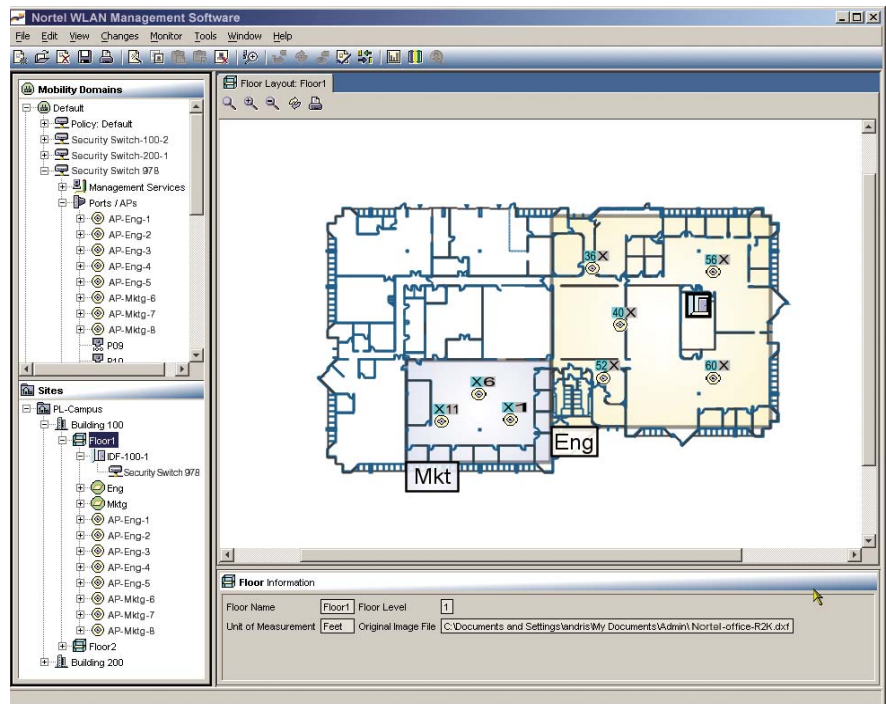 Nortel WLAN Management Software
File Edit View Changes Monitor Tools Window Help
Mobility Domains
Default
Policy: Default
Security Switch-100-2
Security Switch-200-1
Security Switch 978
Management Services
Ports / APs
AP-Eng-1
AP-Eng-2
AP-Eng-3
AP-Eng-4
AP-Eng-5
AP-Mktg-6
AP-Mktg-7
AP-Mktg-8
P09
P10
Sites
PL-Campus
Building 100
Floor1
IDF-100-1
Security Switch 978
Eng
Mktg
AP-Eng-1
AP-Eng-2
AP-Eng-3
AP-Eng-4
AP-Eng-5
AP-Mktg-6
AP-Mktg-7
AP-Mktg-8
Floor2
Building 200
Floor Layout: Floor1
36 X
56 X
40 X
52 X
60 X
X 6
X 11
X 1
Eng
Mkt
Floor Information
Floor Name Floor1 Floor Level 1
Unit of Measurement Feet Original Image File C:\Documents and Settings\andris\My Documents\Admin\ Nortel-office-R2K.dxf